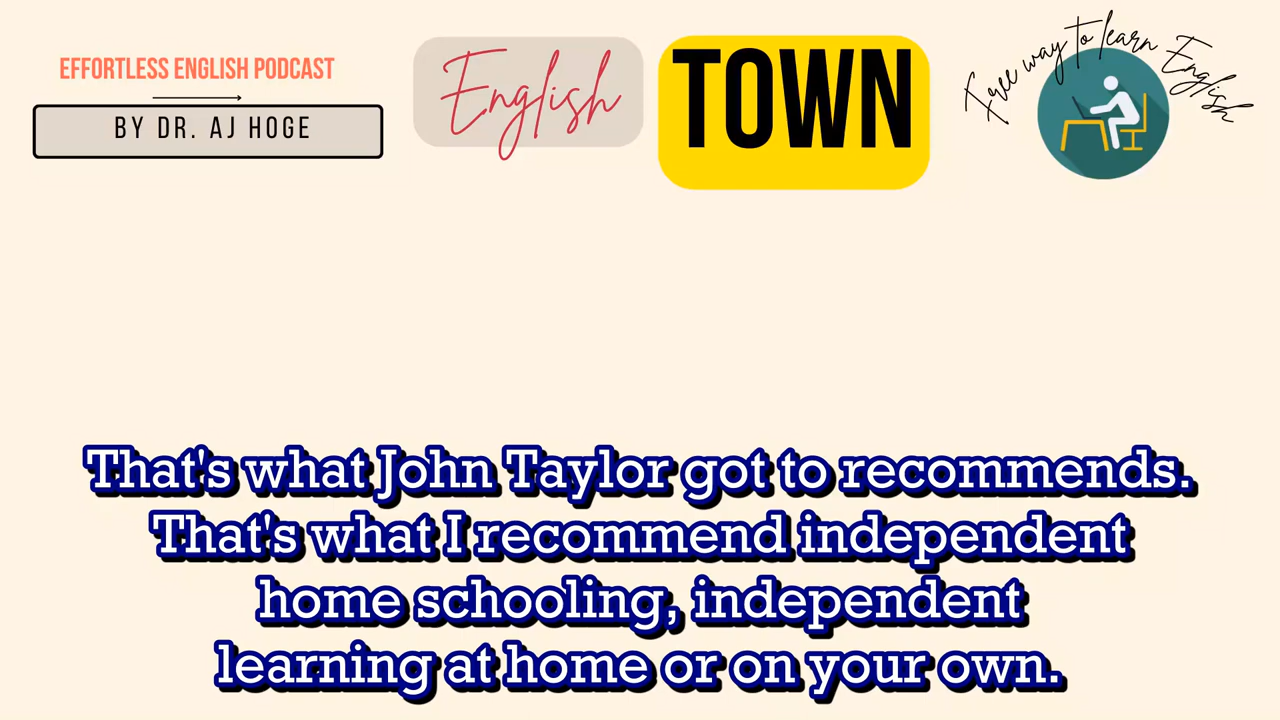 EFFORTLESS ENGLISH PODCAST
BY DR. AJ HOGE
English
TOWN
Free way to learn English
That's what John Taylor got to recommends.
That's what I recommend independent
home schooling, independent
learning at home or on your own.